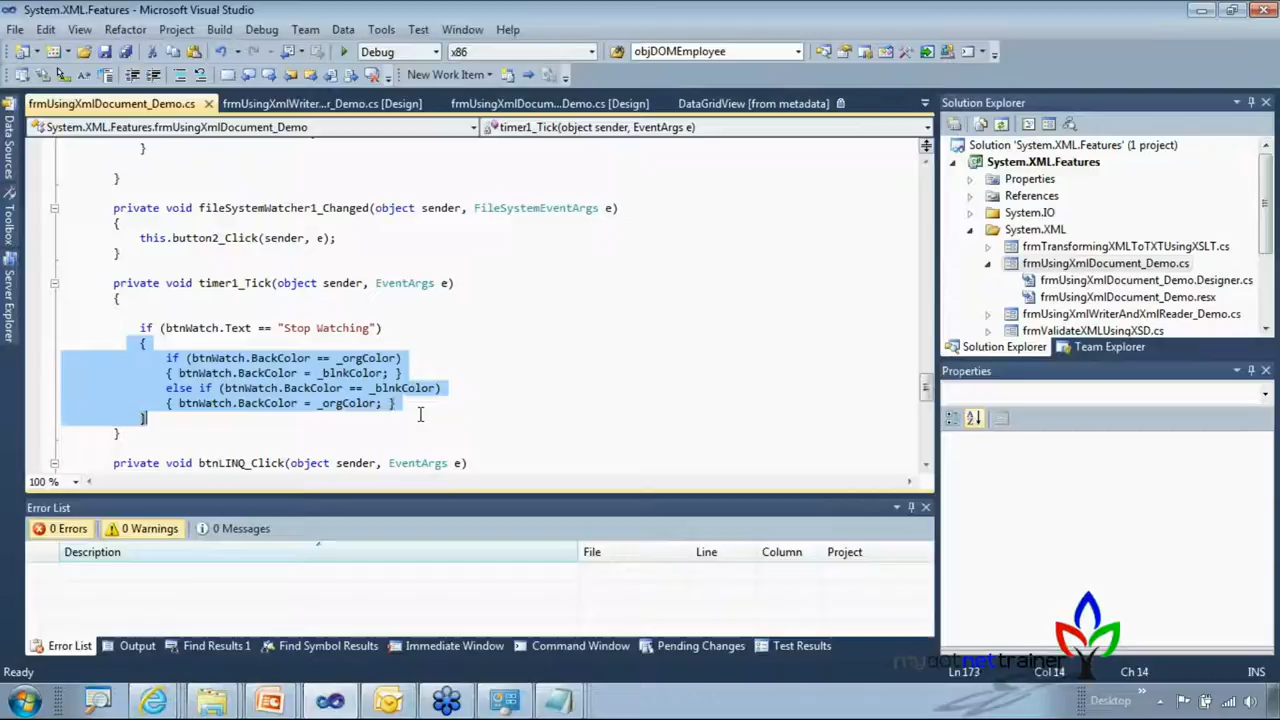 System.XML.Features - Microsoft Visual Studio
File Edit View Refactor Project Build Debug Team Data Tools Test Window Help
Debug x86 objDOMEmployee
New Work Item
frmUsingXmlDocument_Demo.cs frmUsingXmlWriter...r_Demo.cs [Design] frmUsingXmlDocum...Demo.cs [Design] DataGridView [from metadata]
System.XML.Features.frmUsingXmlDocument_Demo timer1_Tick(object sender, EventArgs e)
}
}
private void fileSystemWatcher1_Changed(object sender, FileSystemEventArgs e)
{
this.button2_Click(sender, e);
}
private void timer1_Tick(object sender, EventArgs e)
{
if (btnWatch.Text == "Stop Watching")
{
if (btnWatch.BackColor == _orgColor)
{ btnWatch.BackColor = _blnkColor; }
else if (btnWatch.BackColor == _blnkColor)
{ btnWatch.BackColor = _orgColor; }
}
}
private void btnLINQ_Click(object sender, EventArgs e)
100 %
Data Sources
Toolbox
Server Explorer
Solution Explorer
Solution 'System.XML.Features' (1 project)
System.XML.Features
Properties
References
System.IO
System.XML
frmTransformingXMLToTXTUsingXSLT.cs
frmUsingXmlDocument_Demo.cs
frmUsingXmlDocument_Demo.Designer.cs
frmUsingXmlDocument_Demo.resx
frmUsingXmlWriterAndXmlReader_Demo.cs
frmValidateXMLUsingXSD.cs
Solution Explorer Team Explorer
Properties
Error List
0 Errors 0 Warnings 0 Messages
Description File Line Column Project
Error List Output Find Results 1 Find Symbol Results Immediate Window Command Window Pending Changes Test Results
mydotnettrainer
Ready Ln 173 Col 14 Ch 14 INS
Desktop